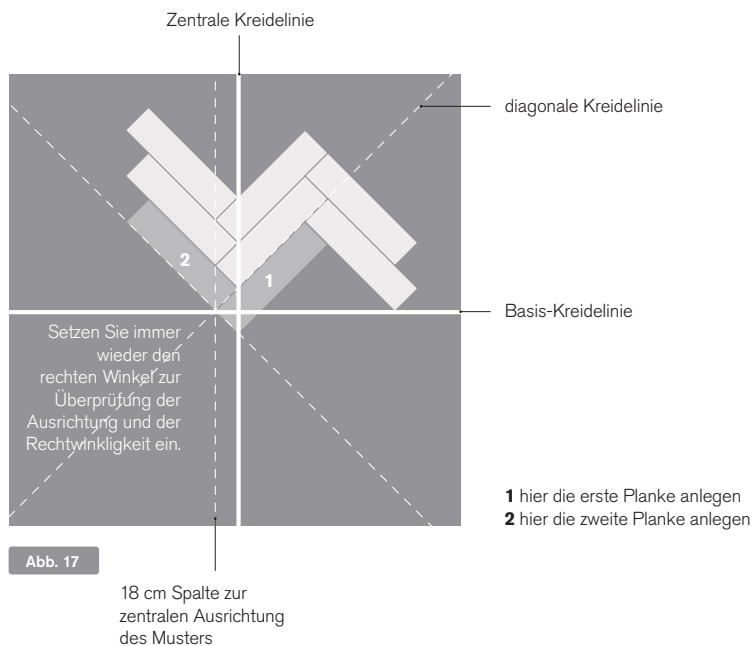 Zentrale Kreidelinie
diagonale Kreidelinie
2
1
Basis-Kreidelinie
Setzen Sie immer
wieder den
rechten Winkel zur
Überprüfung der
Ausrichtung und der
Rechtwinkligkeit ein.
1 hier die erste Planke anlegen
2 hier die zweite Planke anlegen
Abb. 17
18 cm Spalte zur
zentralen Ausrichtung
des Musters